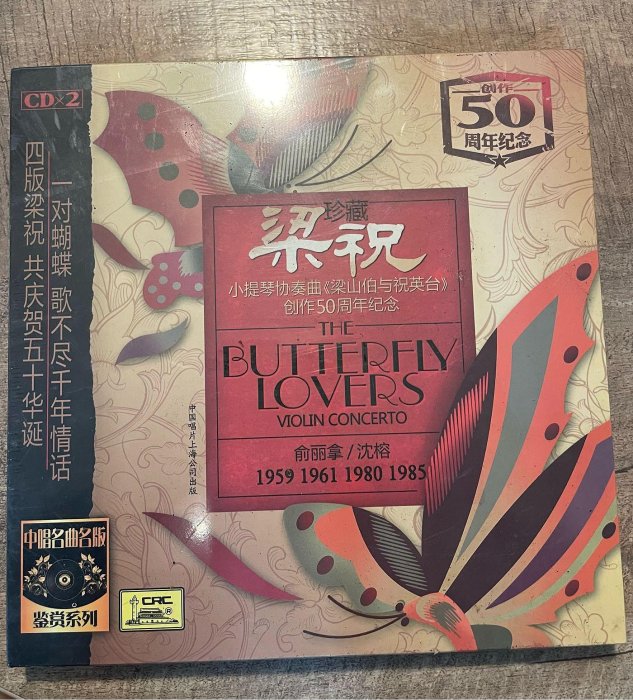 CD×2
一对蝴蝶 歌不尽千年情话
四版梁祝 共庆贺五十华诞
创作
50
周年纪念
珍藏
梁祝
小提琴协奏曲《梁山伯与祝英台》
创作50周年纪念
THE
BUTTERFLY
LOVERS
VIOLIN CONCERTO
俞丽拿/沈榕
1959 1961 1980 1985
中国唱片上海公司出版
中唱名曲名版
鉴赏系列
CRC